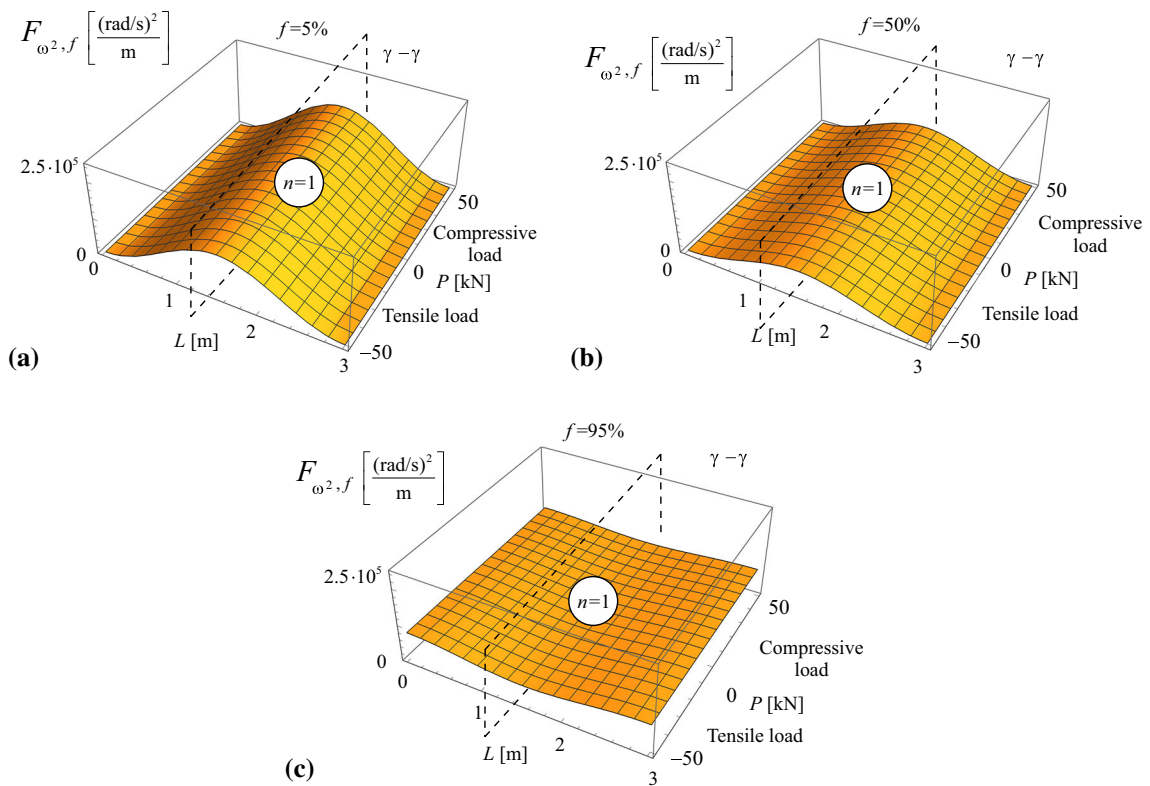 F_{ω², f} [(rad/s)² / m]
f=5%
γ – γ
2.5·10⁵
0
0
1
2
3
L [m]
n=1
50
Compressive
load
0
P [kN]
Tensile load
−50
(a)
F_{ω², f} [(rad/s)² / m]
f=50%
γ – γ
2.5·10⁵
0
0
1
2
3
L [m]
n=1
50
Compressive
load
0
P [kN]
Tensile load
−50
(b)
F_{ω², f} [(rad/s)² / m]
f=95%
γ – γ
2.5·10⁵
0
0
1
2
3
L [m]
n=1
50
Compressive
load
0
P [kN]
Tensile load
−50
(c)